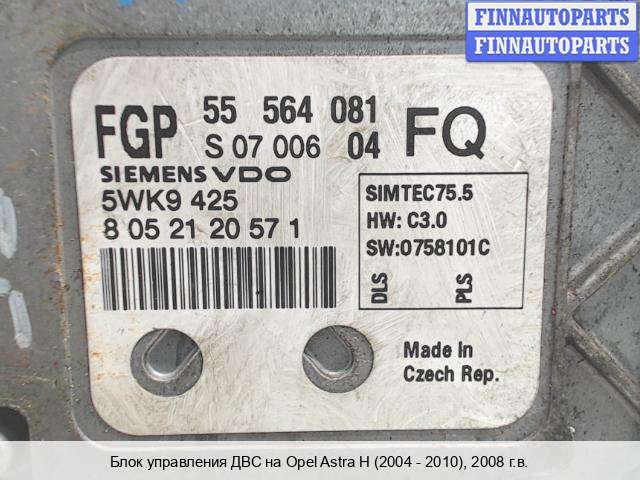 FINNAUTOPARTS
FINNAUTOPARTS
FGP 55 564 081 FQ
S 07 006 04
SIEMENS VDO
5WK9 425
8 05 21 20 57 1
SIMTEC75.5
HW: C3.0
SW:0758101C
DLS PLS
Made in
Czech Rep.
Блок управления ДВС на Opel Astra H (2004 - 2010), 2008 г.в.